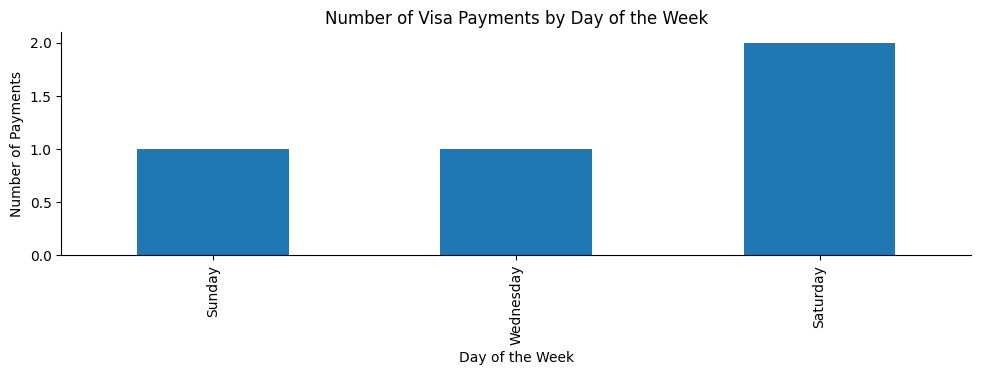 Number of Visa Payments by Day of the Week
Number of Payments
2.0
1.5
1.0
0.5
0.0
Sunday
Wednesday
Saturday
Day of the Week